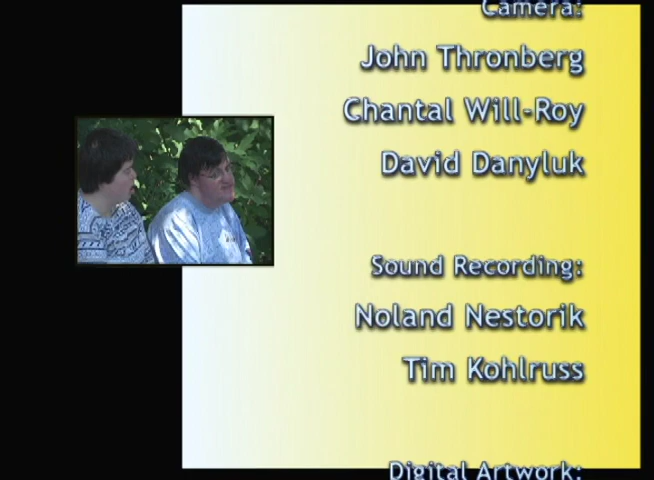 Camera:
John Thronberg
Chantal Will-Roy
David Danyluk
Sound Recording:
Noland Nestorik
Tim Kohlruss
Digital Artwork: